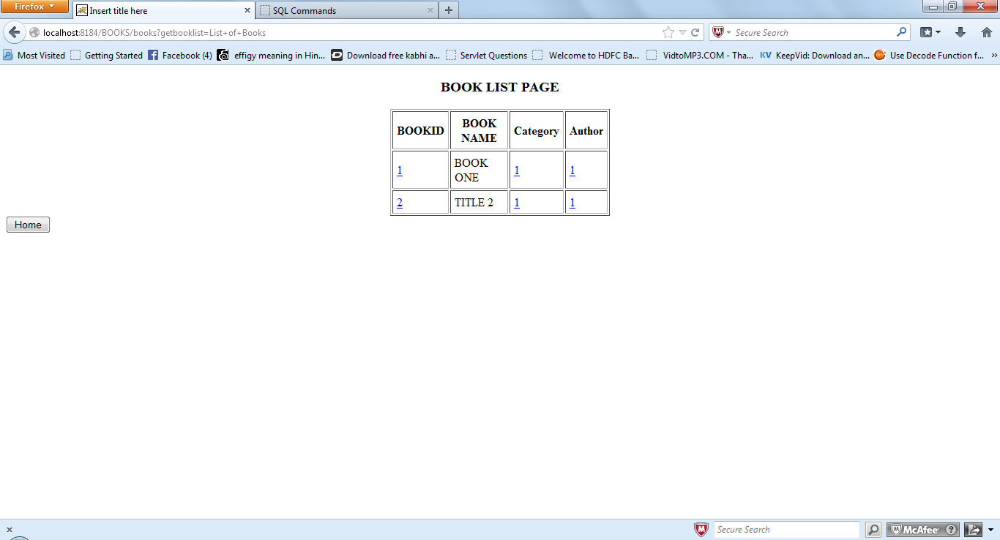 Firefox
Insert title here
SQL Commands
localhost:8184/BOOKS/books?getbooklist=List+of+Books
Secure Search
Most Visited Getting Started Facebook (4) effigy meaning in Hin... Download free kabhi a... Servlet Questions Welcome to HDFC Ba... VidtoMP3.COM - Tha... KV KeepVid: Download an... dev Use Decode Function f... »
BOOK LIST PAGE
BOOKID BOOK NAME Category Author
1 BOOK ONE 1 1
2 TITLE 2 1 1
Home
Secure Search
McAfee